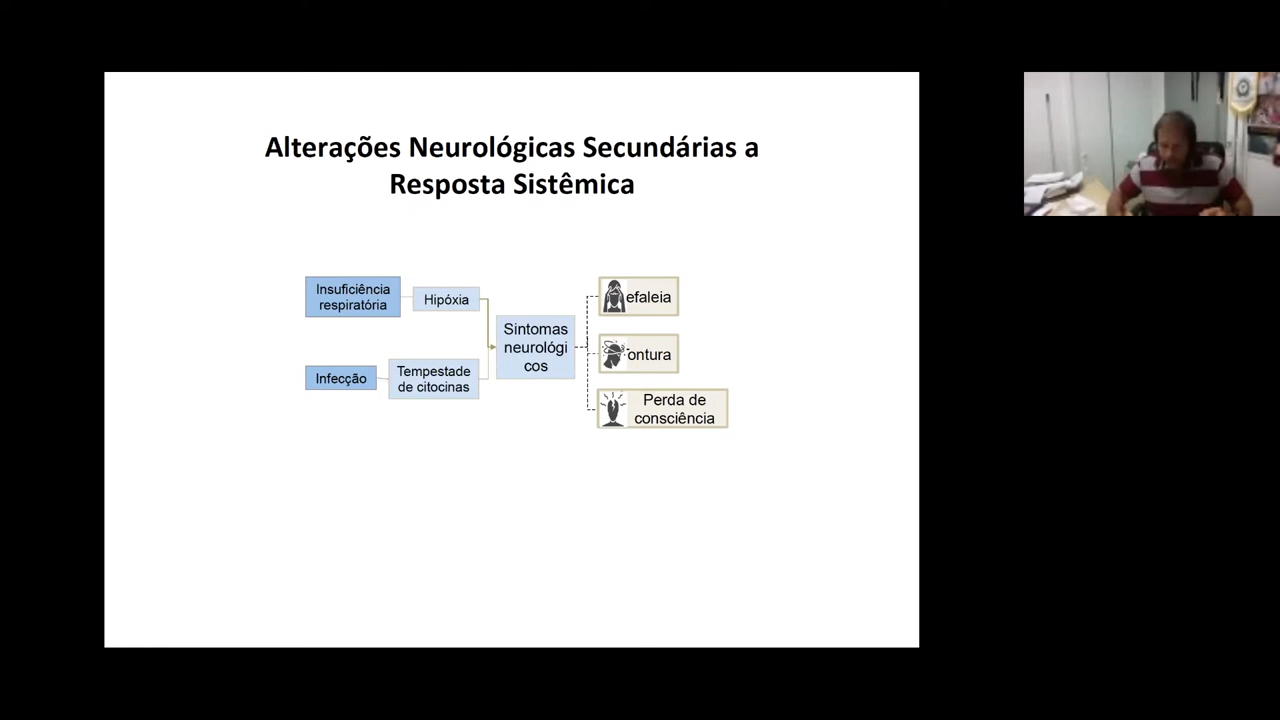 Alterações Neurológicas Secundárias a
Resposta Sistêmica
Insuficiência
respiratória
Hipóxia
Infecção
Tempestade
de citocinas
Sintomas
neurológi
cos
efaleia
ontura
Perda de
consciência